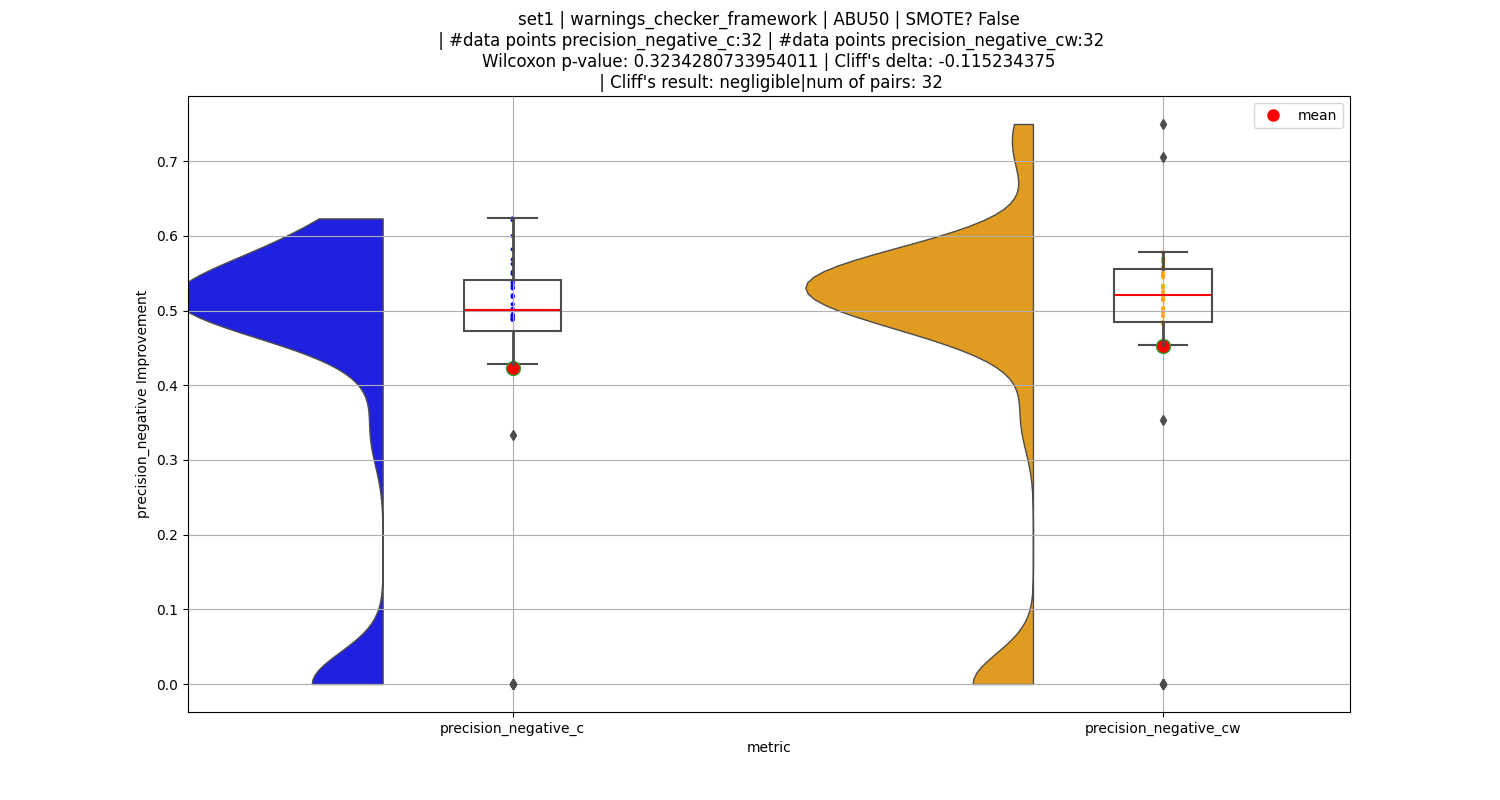 set1 | warnings_checker_framework | ABU50 | SMOTE? False
| #data points precision_negative_c:32 | #data points precision_negative_cw:32
Wilcoxon p-value: 0.3234280733954011 | Cliff's delta: -0.115234375
| Cliff's result: negligible|num of pairs: 32
mean
0.7
0.6
0.5
0.4
0.3
0.2
0.1
0.0
precision_negative Improvement
precision_negative_c
precision_negative_cw
metric